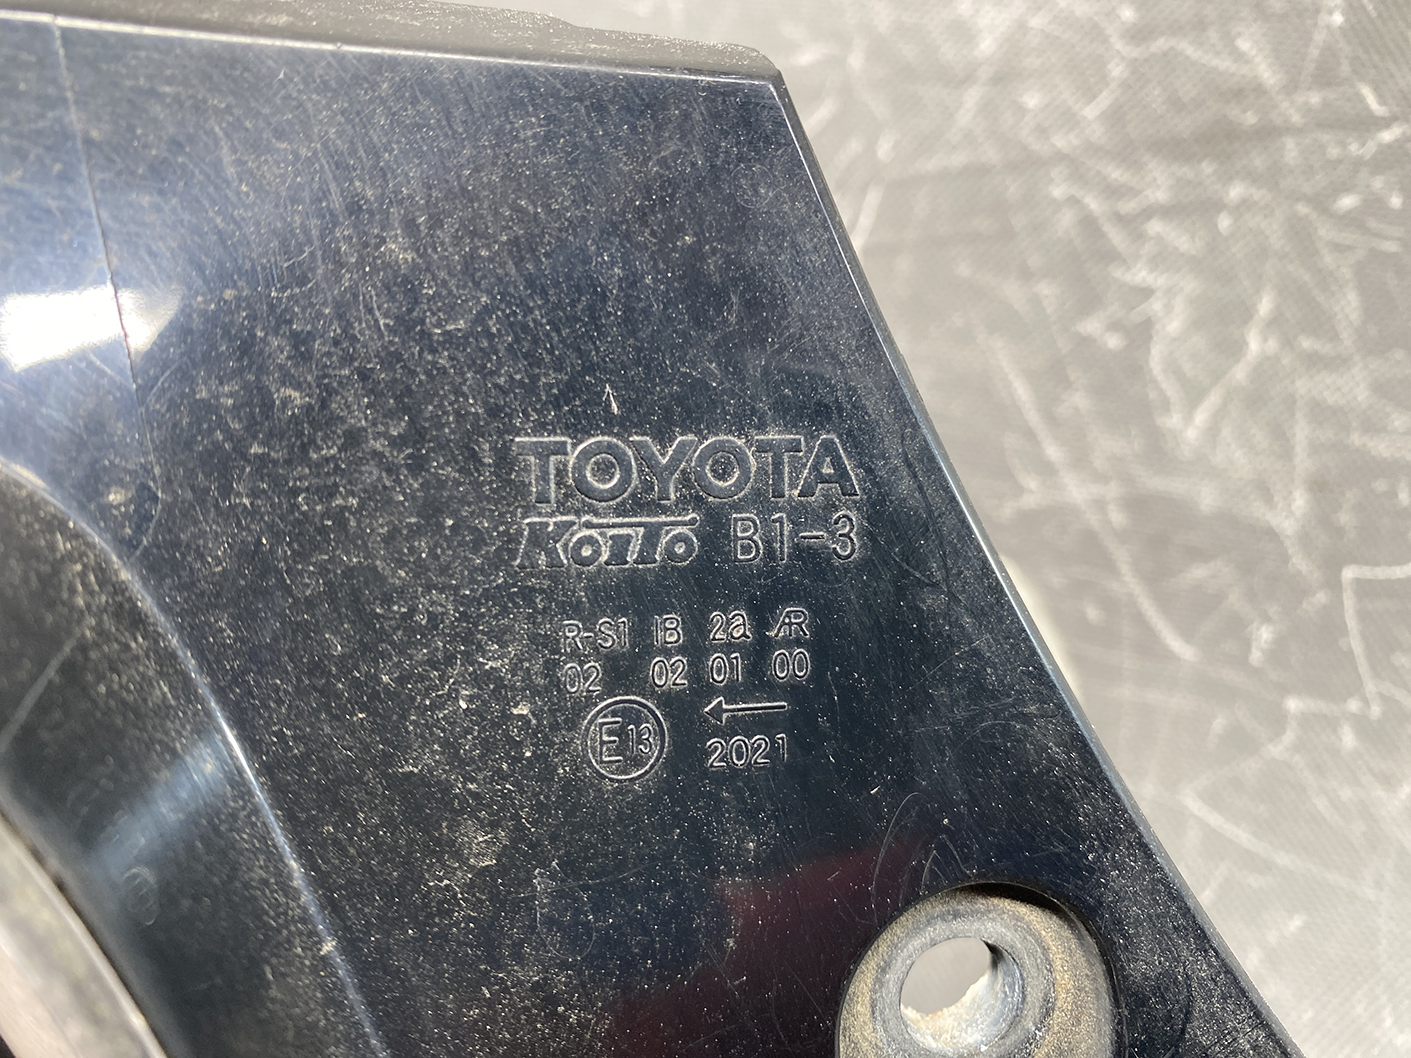 TOYOTA
KOITO B1-3
R-S1 IB 2a AR
02 02 01 00
E13 ←
2021